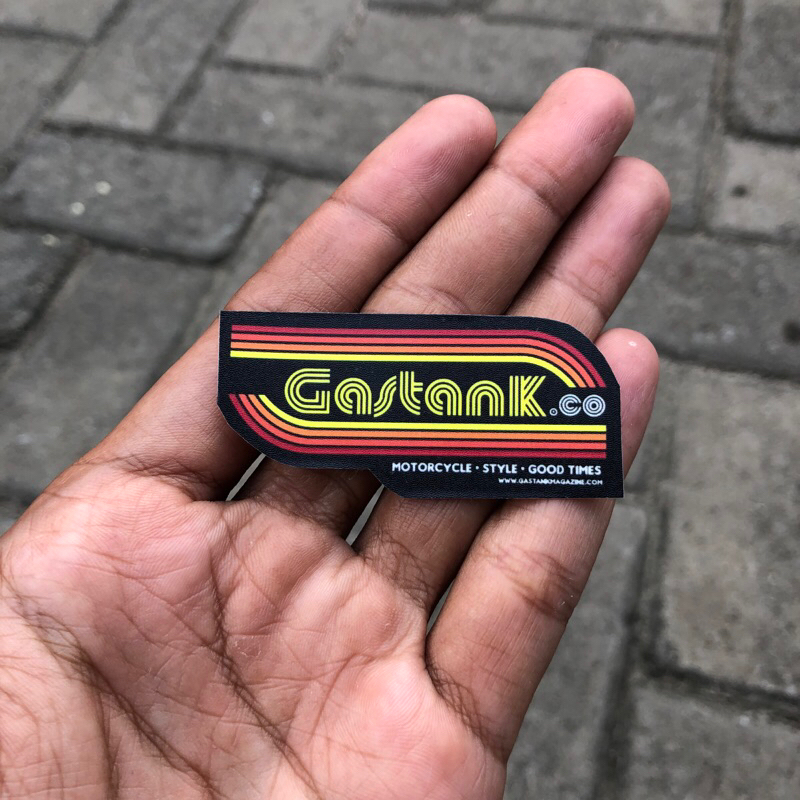 Gastank.co
MOTORCYCLE • STYLE • GOOD TIMES
WWW.GASTANKMAGAZINE.COM